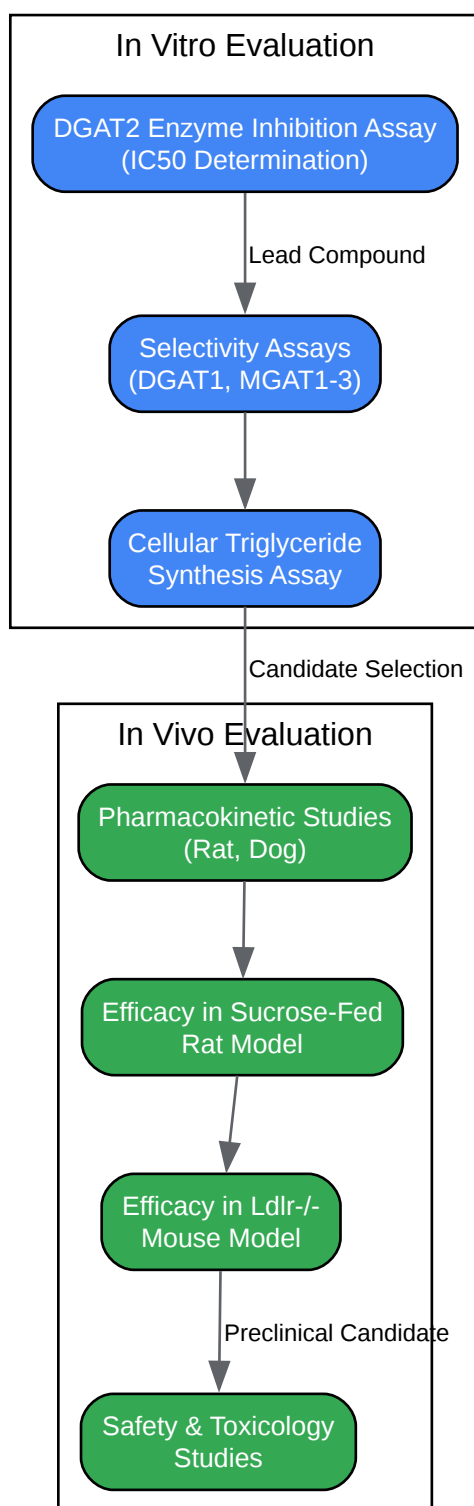 In Vitro Evaluation
DGAT2 Enzyme Inhibition Assay
(IC50 Determination)
Lead Compound
Selectivity Assays
(DGAT1, MGAT1-3)
Cellular Triglyceride
Synthesis Assay
Candidate Selection
In Vivo Evaluation
Pharmacokinetic Studies
(Rat, Dog)
Efficacy in Sucrose-Fed
Rat Model
Efficacy in Ldlr-/-
Mouse Model
Preclinical Candidate
Safety & Toxicology
Studies